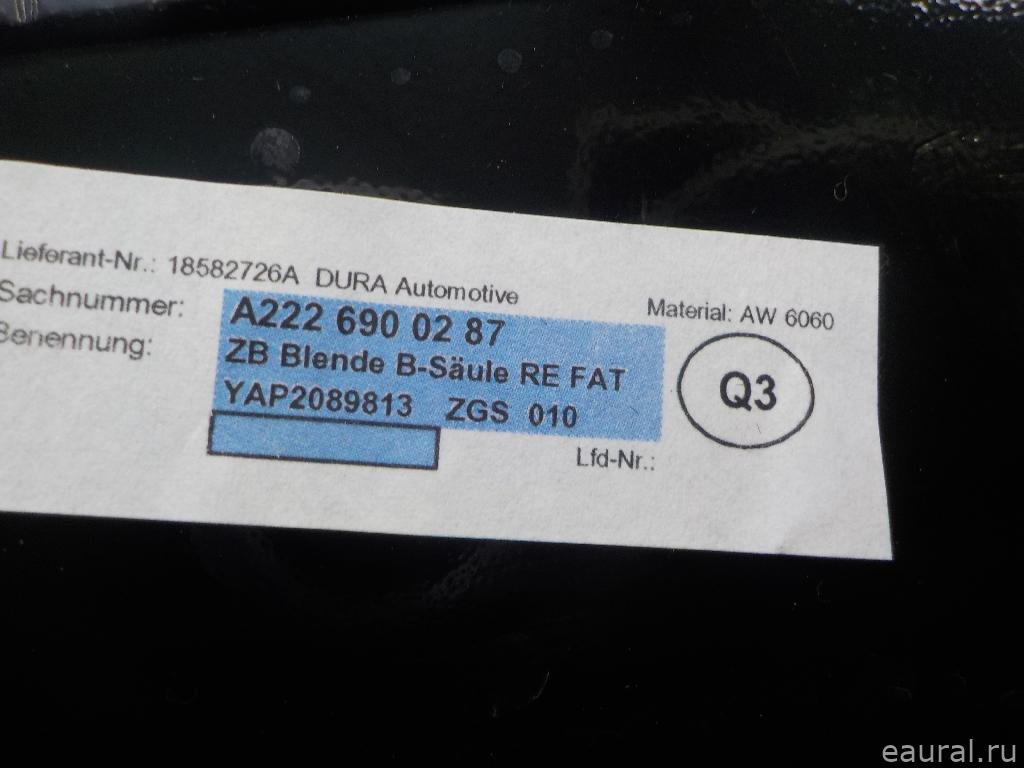 Lieferant-Nr.: 18582726A DURA Automotive
Sachnummer: A222 690 02 87
Material: AW 6060
Benennung: ZB Blende B-Säule RE FAT
YAP2089813 ZGS 010
Q3
Lfd-Nr.:
eaural.ru